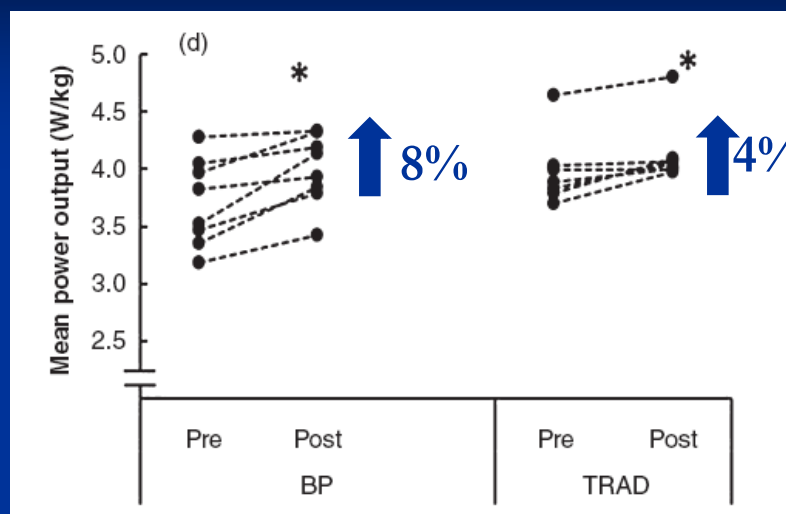 (d)
Mean power output (W/kg)
5.0
4.5
4.0
3.5
3.0
2.5
*
*
8%
4%
Pre
Post
Pre
Post
BP
TRAD